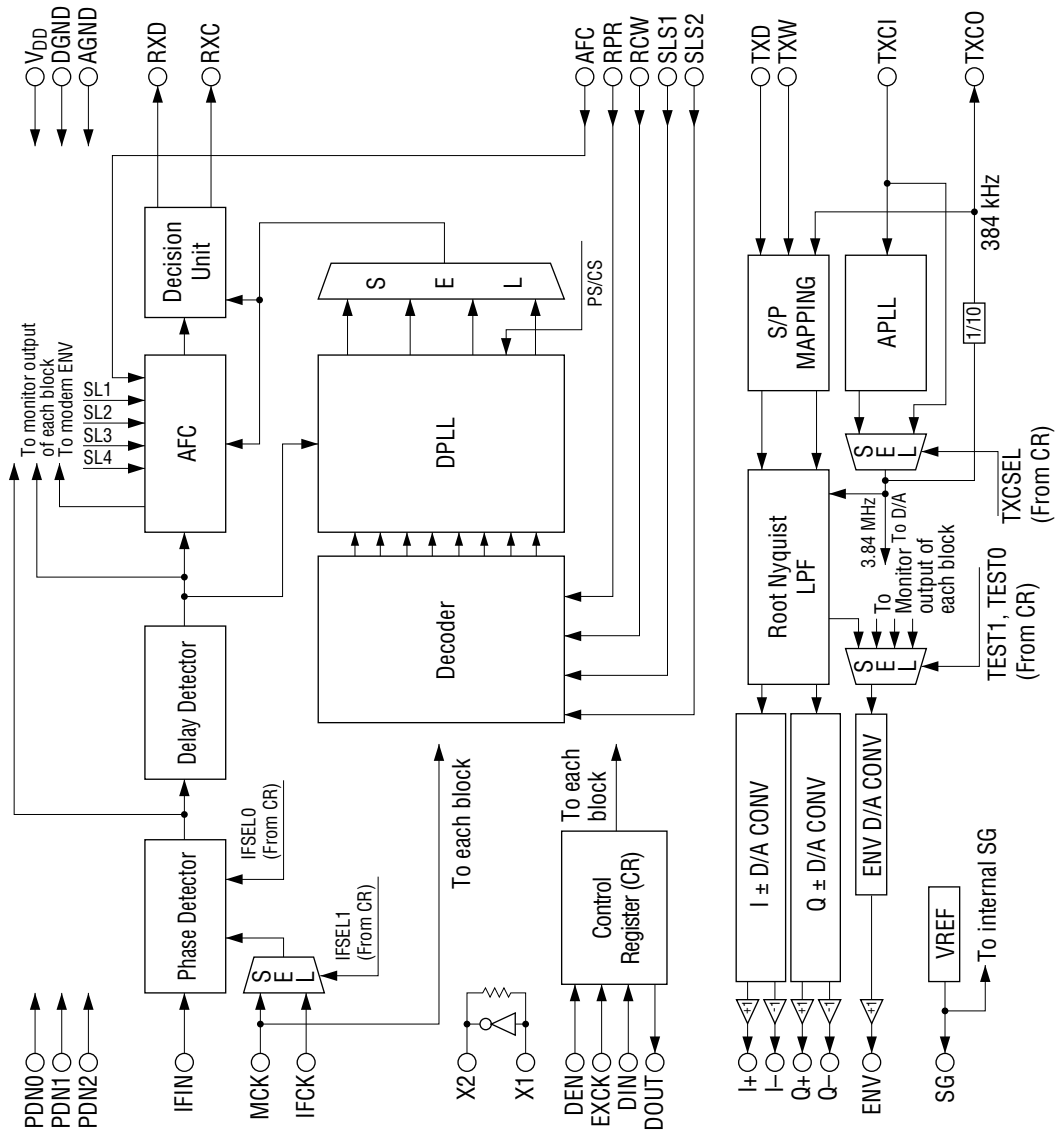 VDD
DGND
AGND
RXD
RXC
AFC
RPR
RCW
SLS1
SLS2
TXD
TXW
TXCI
TXCO
To monitor output
of each block
To modem ENV
SL1
SL2
SL3
SL4
AFC
Decision
Unit
S E L
PS/CS
DPLL
Decoder
Delay Detector
Phase Detector
IFSEL0
(From CR)
IFSEL1
(From CR)
S E L
PDN0
PDN1
PDN2
IFIN
MCK
IFCK
To each block
X2
X1
Control
Register (CR)
To each
block
DEN
EXCK
DIN
DOUT
S/P
MAPPING
APLL
384 kHz
1/10
S E L
TXCSEL
(From CR)
Root Nyquist
LPF
3.84 MHz
To D/A
To
Monitor
output of
each block
S E L
TEST1, TEST0
(From CR)
I ± D/A CONV
Q ± D/A CONV
ENV D/A CONV
+1
-1
+1
-1
+1
I+
I–
Q+
Q–
ENV
VREF
SG
To internal SG